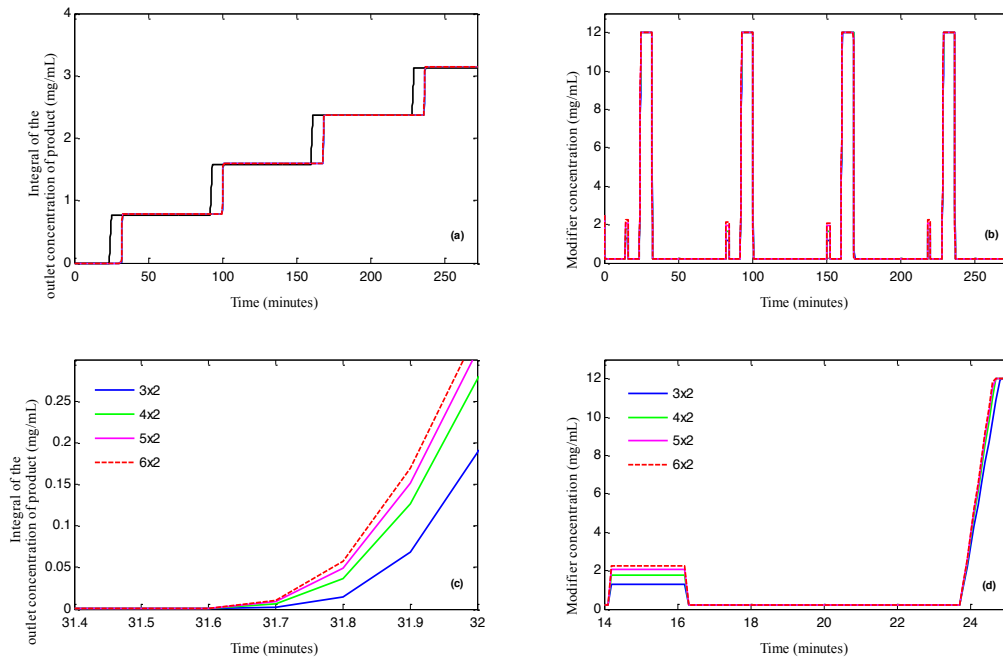 4
3
2
1
0
0
50
100
150
200
250
Integral of the
outlet concentration of product (mg/mL)
Time (minutes)
(a)
12
10
8
6
4
2
0
0
50
100
150
200
250
Modifier concentration (mg/mL)
Time (minutes)
(b)
0.25
0.2
0.15
0.1
0.05
0
31.4
31.5
31.6
31.7
31.8
31.9
32
Integral of the
outlet concentration of product (mg/mL)
Time (minutes)
3x2
4x2
5x2
6x2
(c)
12
10
8
6
4
2
0
14
16
18
20
22
24
Modifier concentration (mg/mL)
Time (minutes)
3x2
4x2
5x2
6x2
(d)